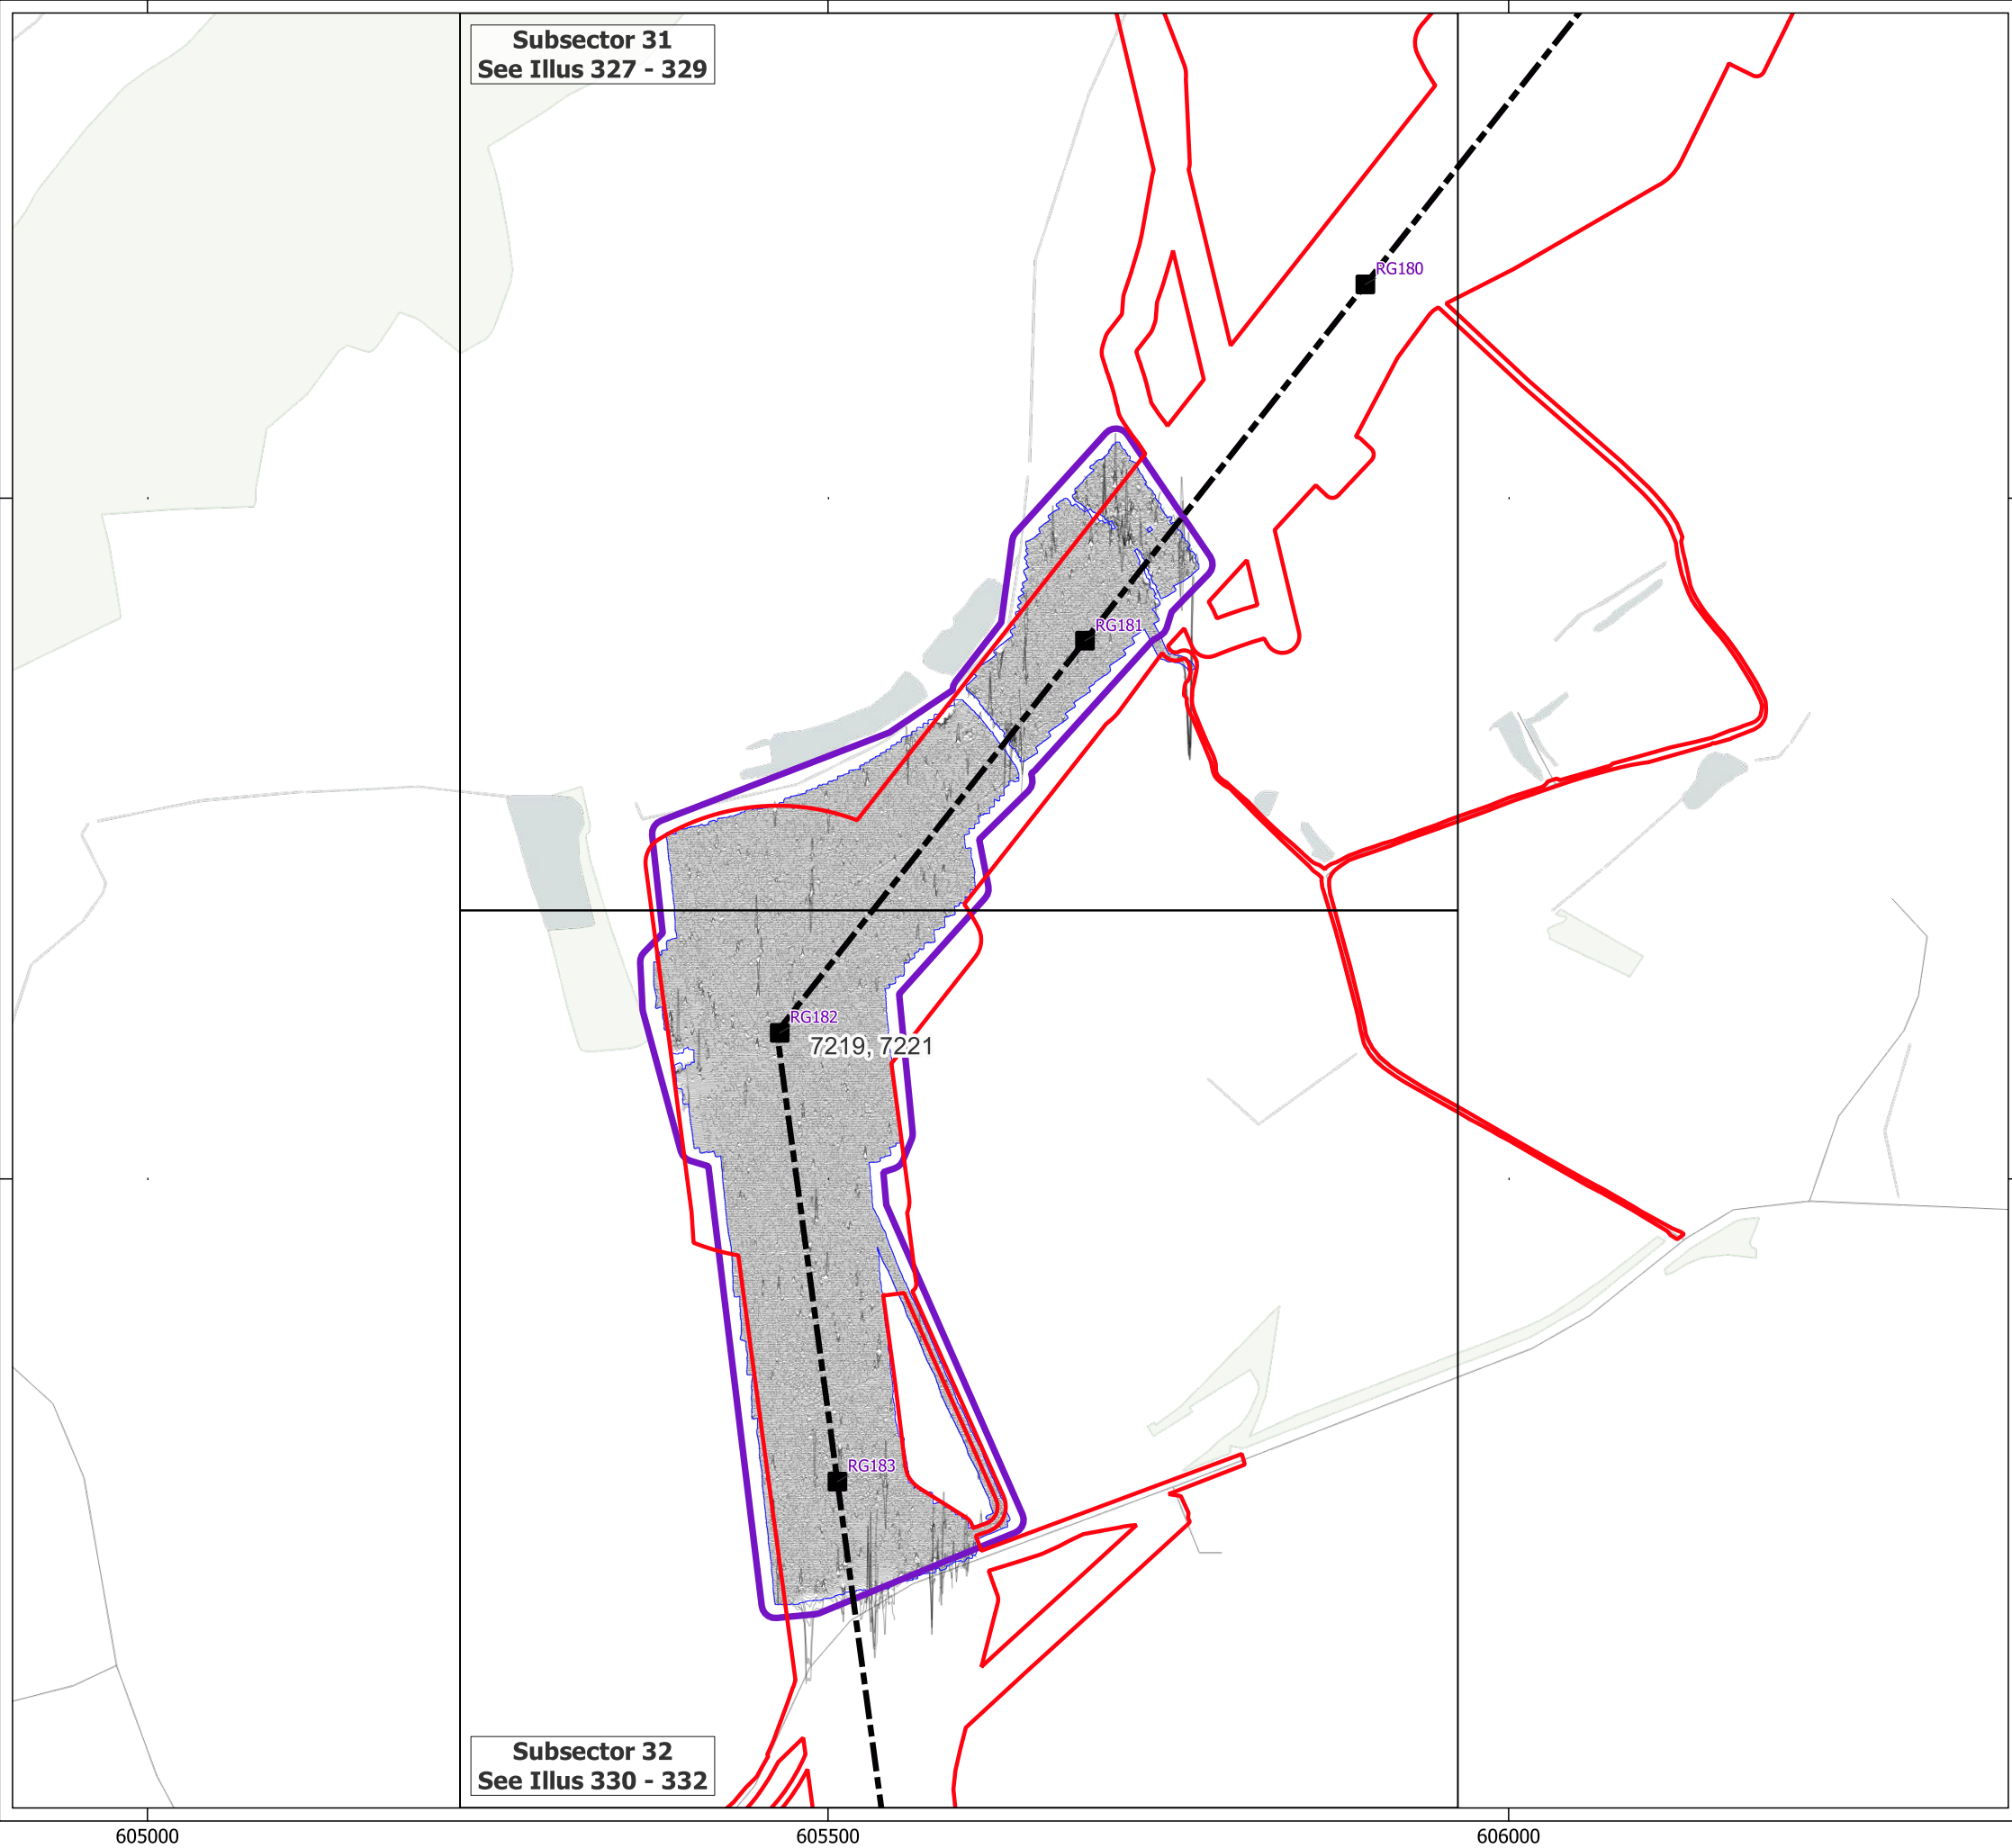 Subsector 31
See Illus 327 - 329
RG180
RG181
RG182
7219, 7221
RG183
Subsector 32
See Illus 330 - 332
605000
605500
606000